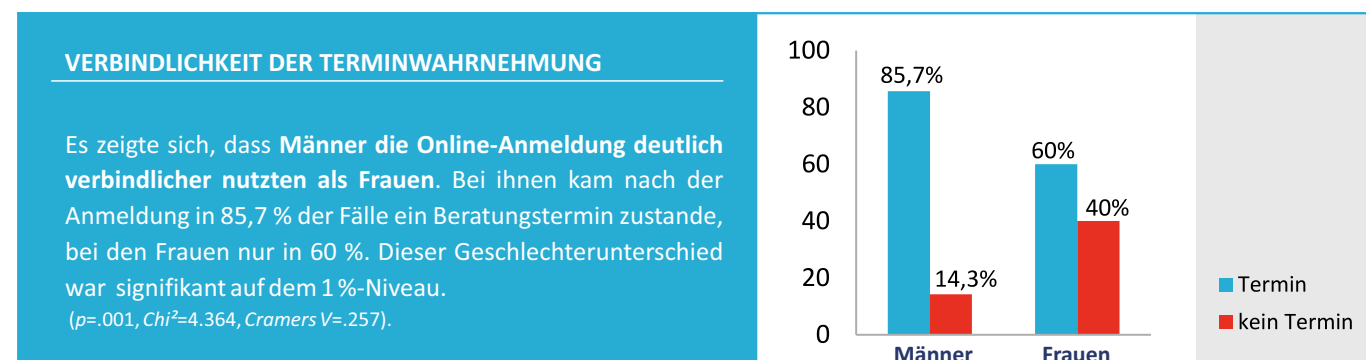 VERBINDLICHKEIT DER TERMINWAHRNEHMUNG
Es zeigte sich, dass Männer die Online-Anmeldung deutlich
verbindlicher nutzten als Frauen. Bei ihnen kam nach der
Anmeldung in 85,7 % der Fälle ein Beratungstermin zustande,
bei den Frauen nur in 60 %. Dieser Geschlechterunterschied
war signifikant auf dem 1 %-Niveau.
(p=.001, Chi²=4.364, Cramers V=.257).
100
80
60
40
20
0
85,7%
14,3%
60%
40%
Männer
Frauen
Termin
kein Termin